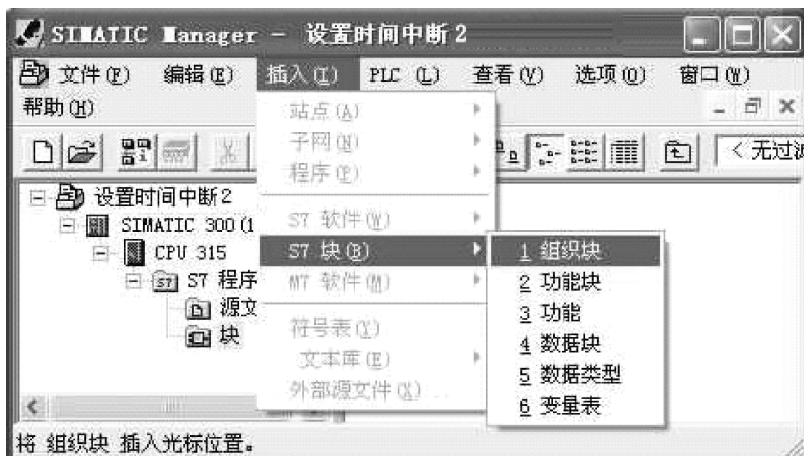 SIMATIC Manager - 设置时间中断2
文件(F) 编辑(E) 插入(I) PLC (L) 查看(V) 选项(O) 窗口(W)
帮助(H)
< 无过滤
站点(A)
子网(N)
程序(P)
S7 软件(W)
S7 块(B)
M7 软件(M)
符号表(Y)
文本库(E)
外部源文件(X)...
1 组织块
2 功能块
3 功能
4 数据块
5 数据类型
6 变量表
设置时间中断2
SIMATIC 300(1
CPU 315
S7 程序
源文
块
将 组织块 插入光标位置。